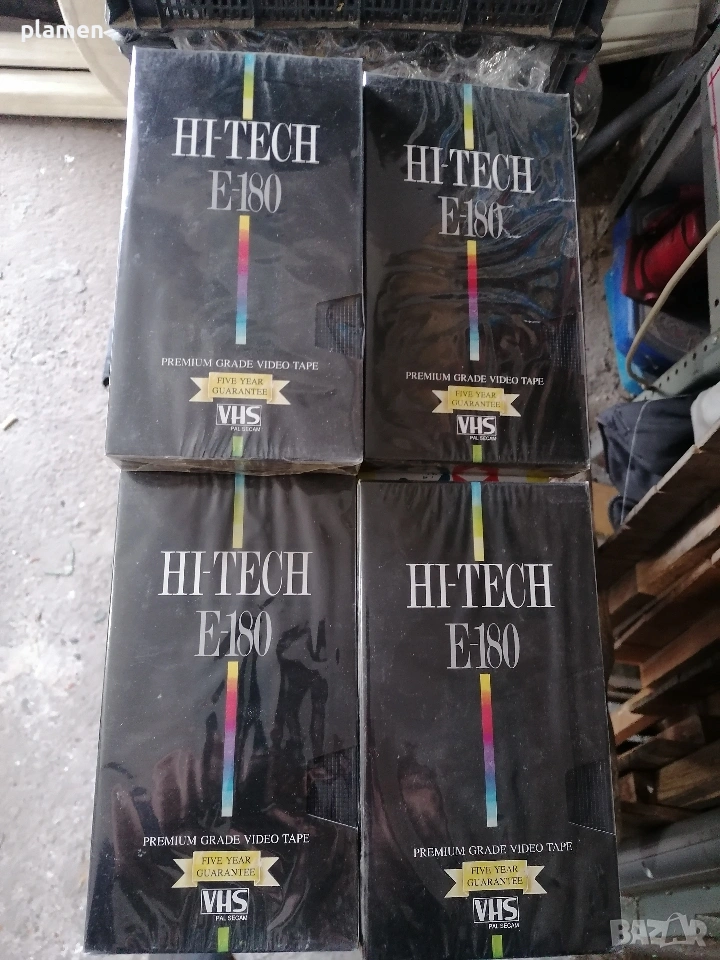 plamen
HI-TECH
E-180
PREMIUM GRADE VIDEO TAPE
FIVE YEAR
GUARANTEE
VHS
PAL SECAM
HI-TECH
E-180
PREMIUM GRADE VIDEO TAPE
FIVE YEAR
GUARANTEE
VHS
PAL SECAM
HI-TECH
E-180
PREMIUM GRADE VIDEO TAPE
FIVE YEAR
GUARANTEE
VHS
PAL SECAM
HI-TECH
E-180
PREMIUM GRADE VIDEO TAPE
FIVE YEAR
GUARANTEE
VHS
PAL SECAM
BAZAR